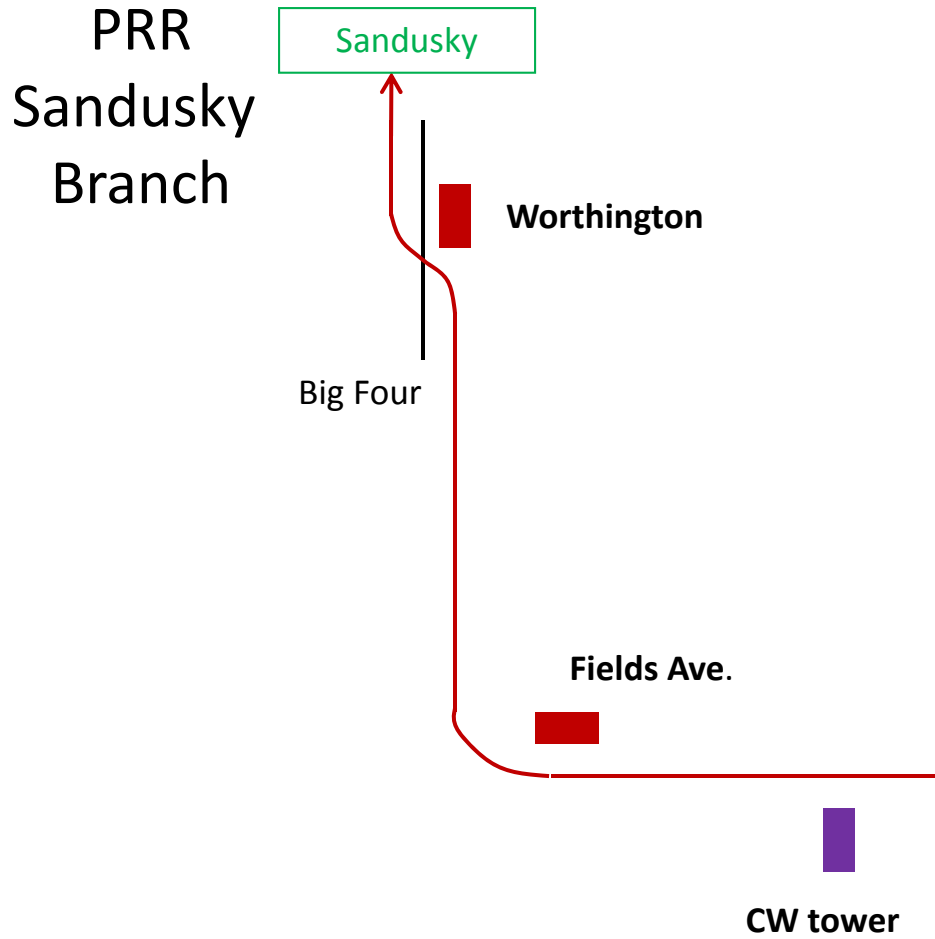 PRR
Sandusky
Branch
Sandusky
Worthington
Big Four
Fields Ave.
CW tower